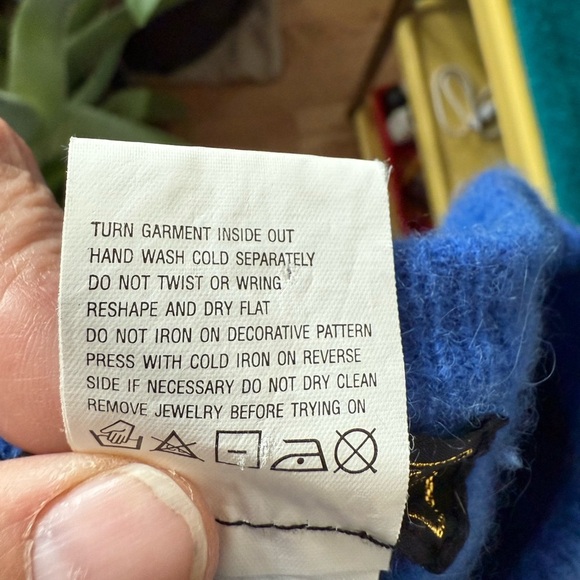 TURN GARMENT INSIDE OUT
HAND WASH COLD SEPARATELY
DO NOT TWIST OR WRING
RESHAPE AND DRY FLAT
DO NOT IRON ON DECORATIVE PATTERN
PRESS WITH COLD IRON ON REVERSE
SIDE IF NECESSARY DO NOT DRY CLEAN
REMOVE JEWELRY BEFORE TRYING ON